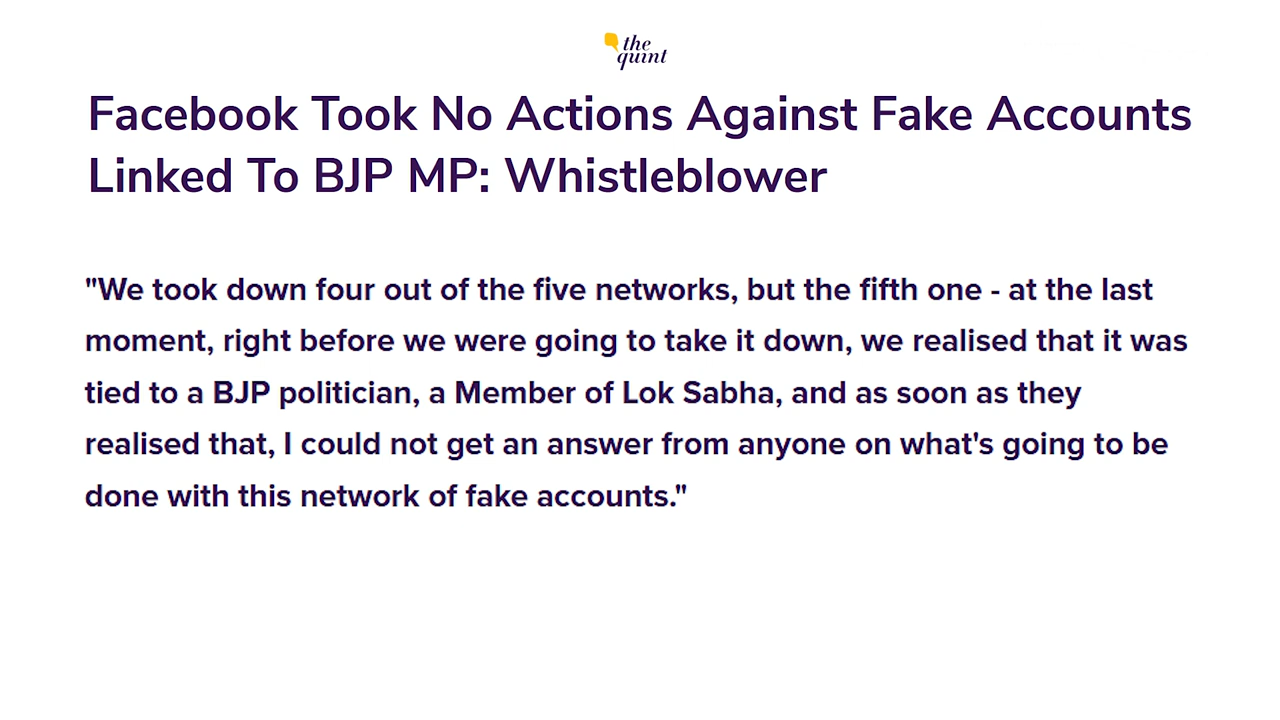 the
quint
Facebook Took No Actions Against Fake Accounts
Linked To BJP MP: Whistleblower
"We took down four out of the five networks, but the fifth one - at the last
moment, right before we were going to take it down, we realised that it was
tied to a BJP politician, a Member of Lok Sabha, and as soon as they
realised that, I could not get an answer from anyone on what's going to be
done with this network of fake accounts."